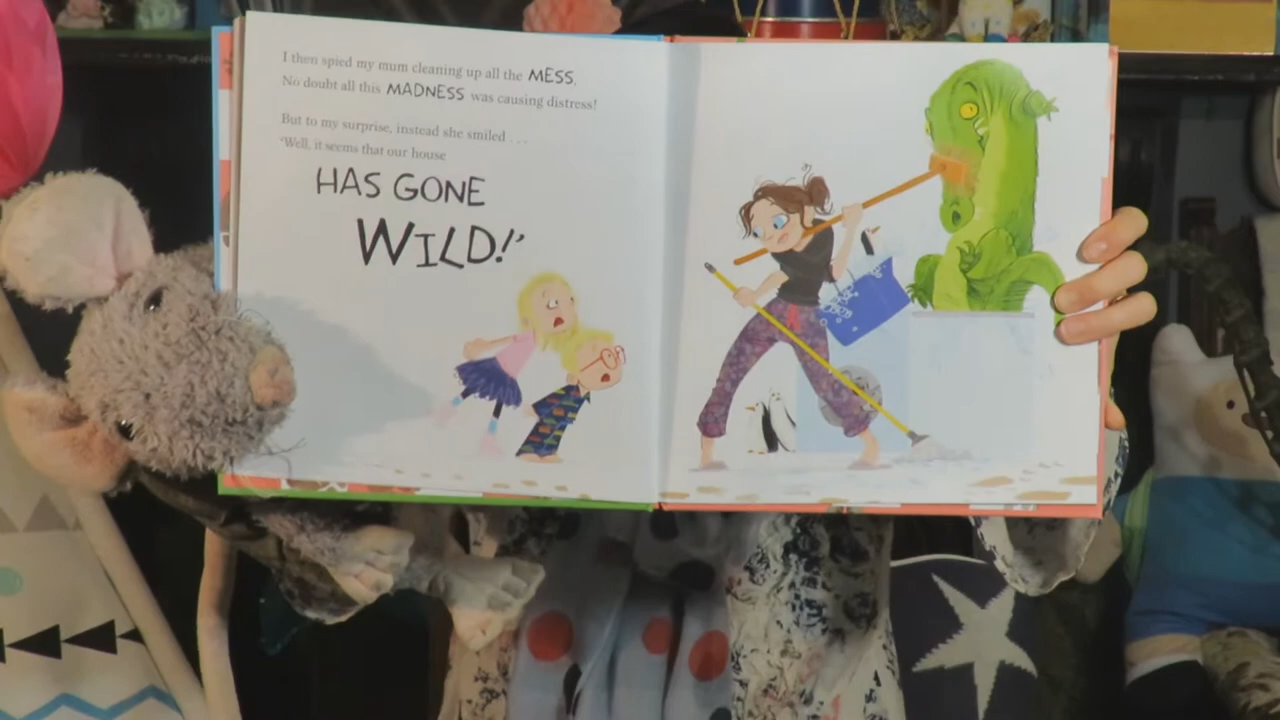 I then spied my mum cleaning up all the MESS.
No doubt all this MADNESS was causing distress!
But to my surprise, instead she smiled . . .
'Well, it seems that our house
HAS GONE
WILD!'